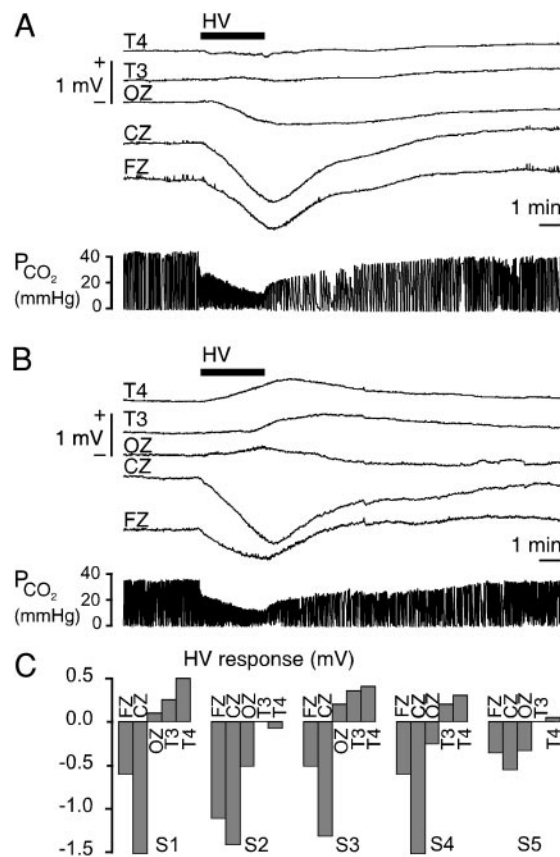 A
HV
T4
+
T3
1 mV
OZ
−
CZ
FZ
1 min
40
PCO2
20
(mmHg)
0
B
HV
T4
+
T3
1 mV
OZ
−
CZ
FZ
1 min
40
PCO2
20
(mmHg)
0
C
HV response (mV)
0.5
FZ CZ OZ T3 T4
FZ CZ OZ T3 T4
FZ CZ OZ T3 T4
FZ CZ OZ T3 T4
FZ CZ OZ T3 T4
0.0
-0.5
-1.0
-1.5
S1 S2 S3 S4 S5